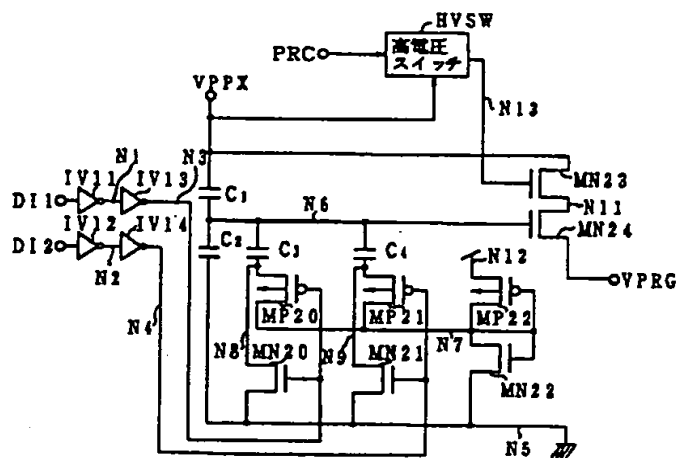 HVSW
PRC
高電圧
スイッチ
VPPX
N13
N1
N3
IV11
IV13
C1
MN23
DI1
N6
N11
IV12
IV14
C2
C3
C4
MN24
DI2
N12
N2
VPRG
N4
MP20
MP21
MP22
N8
MN20
N9
MN21
N7
MN22
N5